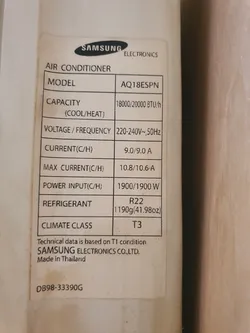 SAMSUNG ELECTRONICS
AIR CONDITIONER
MODEL AQ18ESPN
CAPACITY (COOL/HEAT) 18000/20000 BTU/h
VOLTAGE / FREQUENCY 220-240V~,50Hz
CURRENT(C/H) 9.0/9.0 A
MAX CURRENT(C/H) 10.8/10.6 A
POWER INPUT(C/H) 1900/1900 W
REFRIGERANT R22
1190g(41.98oz)
CLIMATE CLASS T3
Technical data is based on T1 condition
SAMSUNG ELECTRONICS CO.,LTD.
Made in Thailand
DB98-33390G